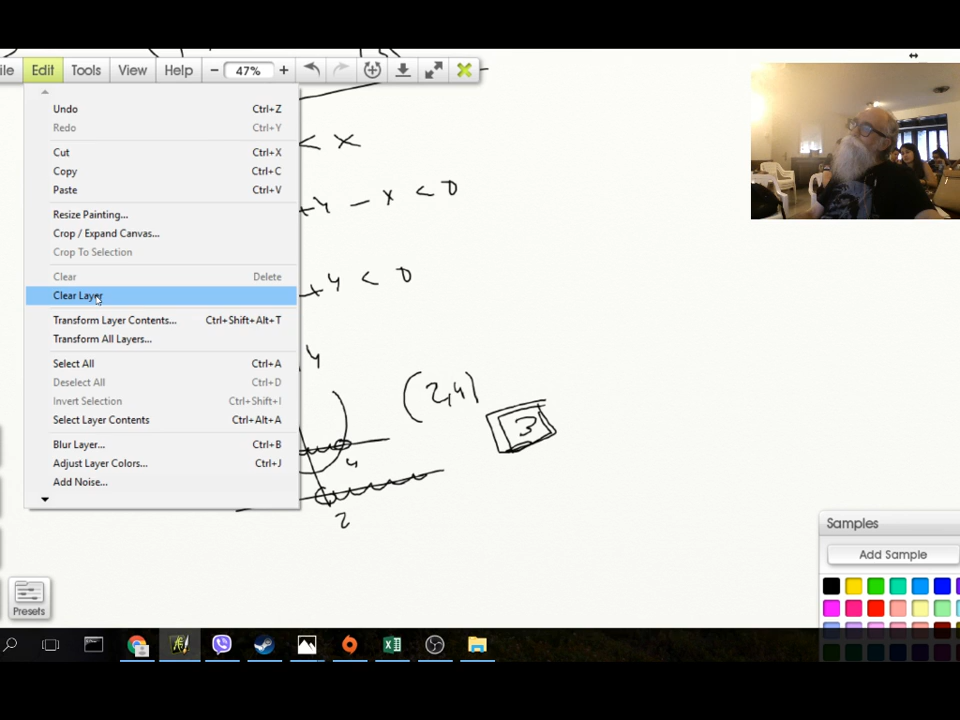 ile Edit Tools View Help − 47% +
Undo Ctrl+Z
Redo Ctrl+Y
Cut Ctrl+X
Copy Ctrl+C
Paste Ctrl+V
Resize Painting...
Crop / Expand Canvas...
Crop To Selection
Clear Delete
Clear Layer
Transform Layer Contents... Ctrl+Shift+Alt+T
Transform All Layers...
Select All Ctrl+A
Deselect All Ctrl+D
Invert Selection Ctrl+Shift+I
Select Layer Contents Ctrl+Alt+A
Blur Layer... Ctrl+B
Adjust Layer Colors... Ctrl+J
Add Noise...
< x
+4 − x < 0
+4 < 0
4
(2,4)
3
4
2
Samples
Add Sample
Presets